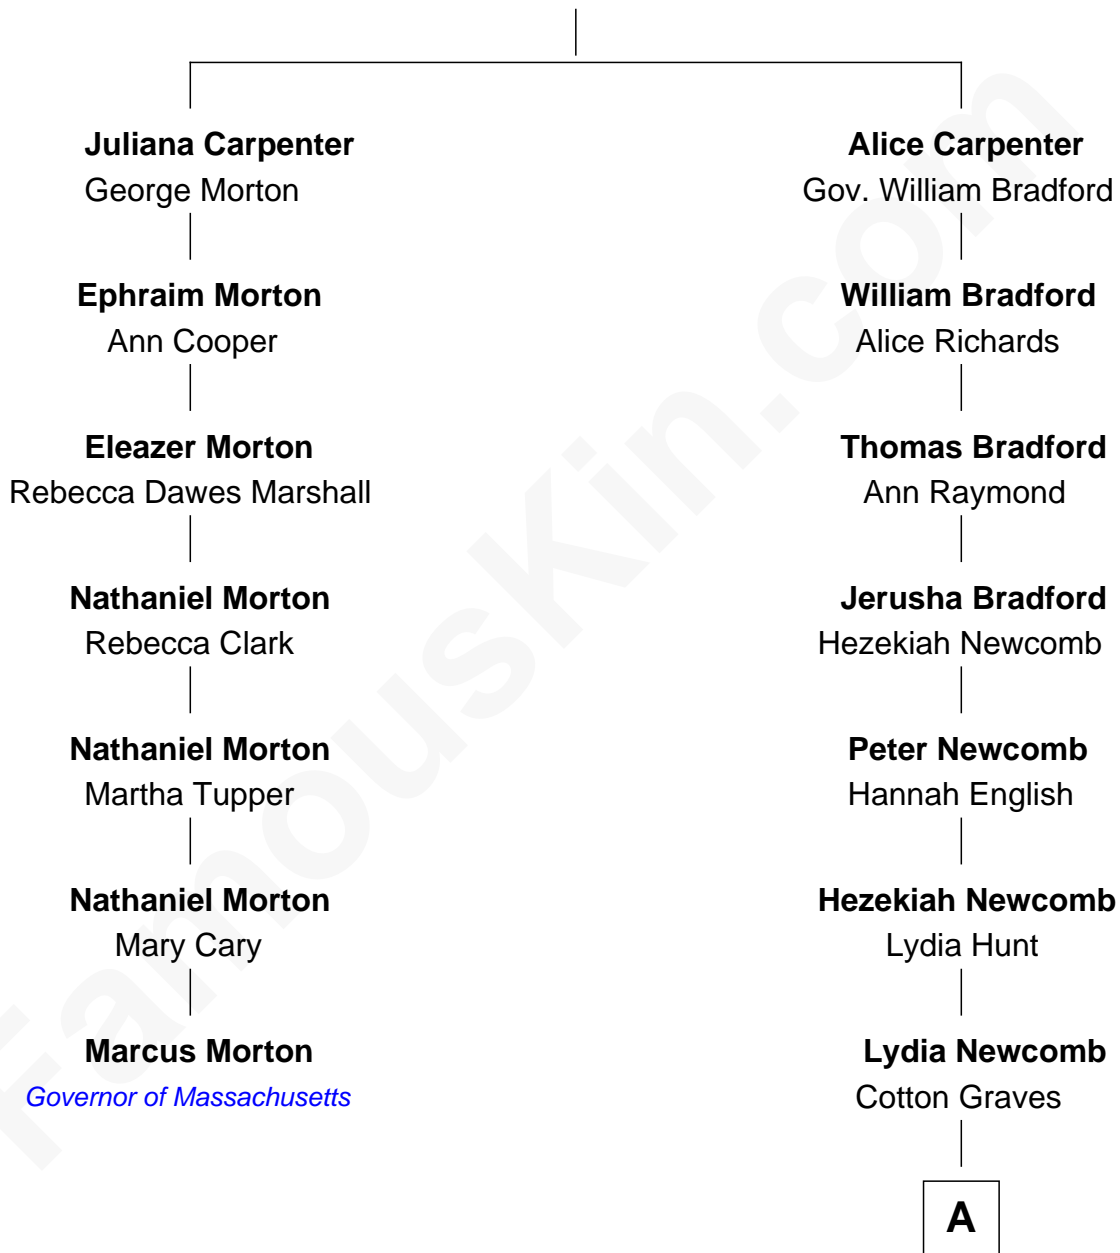 Juliana Carpenter
George Morton
Alice Carpenter
Gov. William Bradford
Ephraim Morton
Ann Cooper
William Bradford
Alice Richards
Eleazer Morton
Rebecca Dawes Marshall
Thomas Bradford
Ann Raymond
Nathaniel Morton
Rebecca Clark
Jerusha Bradford
Hezekiah Newcomb
Nathaniel Morton
Martha Tupper
Peter Newcomb
Hannah English
Nathaniel Morton
Mary Cary
Hezekiah Newcomb
Lydia Hunt
Marcus Morton
Governor of Massachusetts
Lydia Newcomb
Cotton Graves
A
FamousKin.com